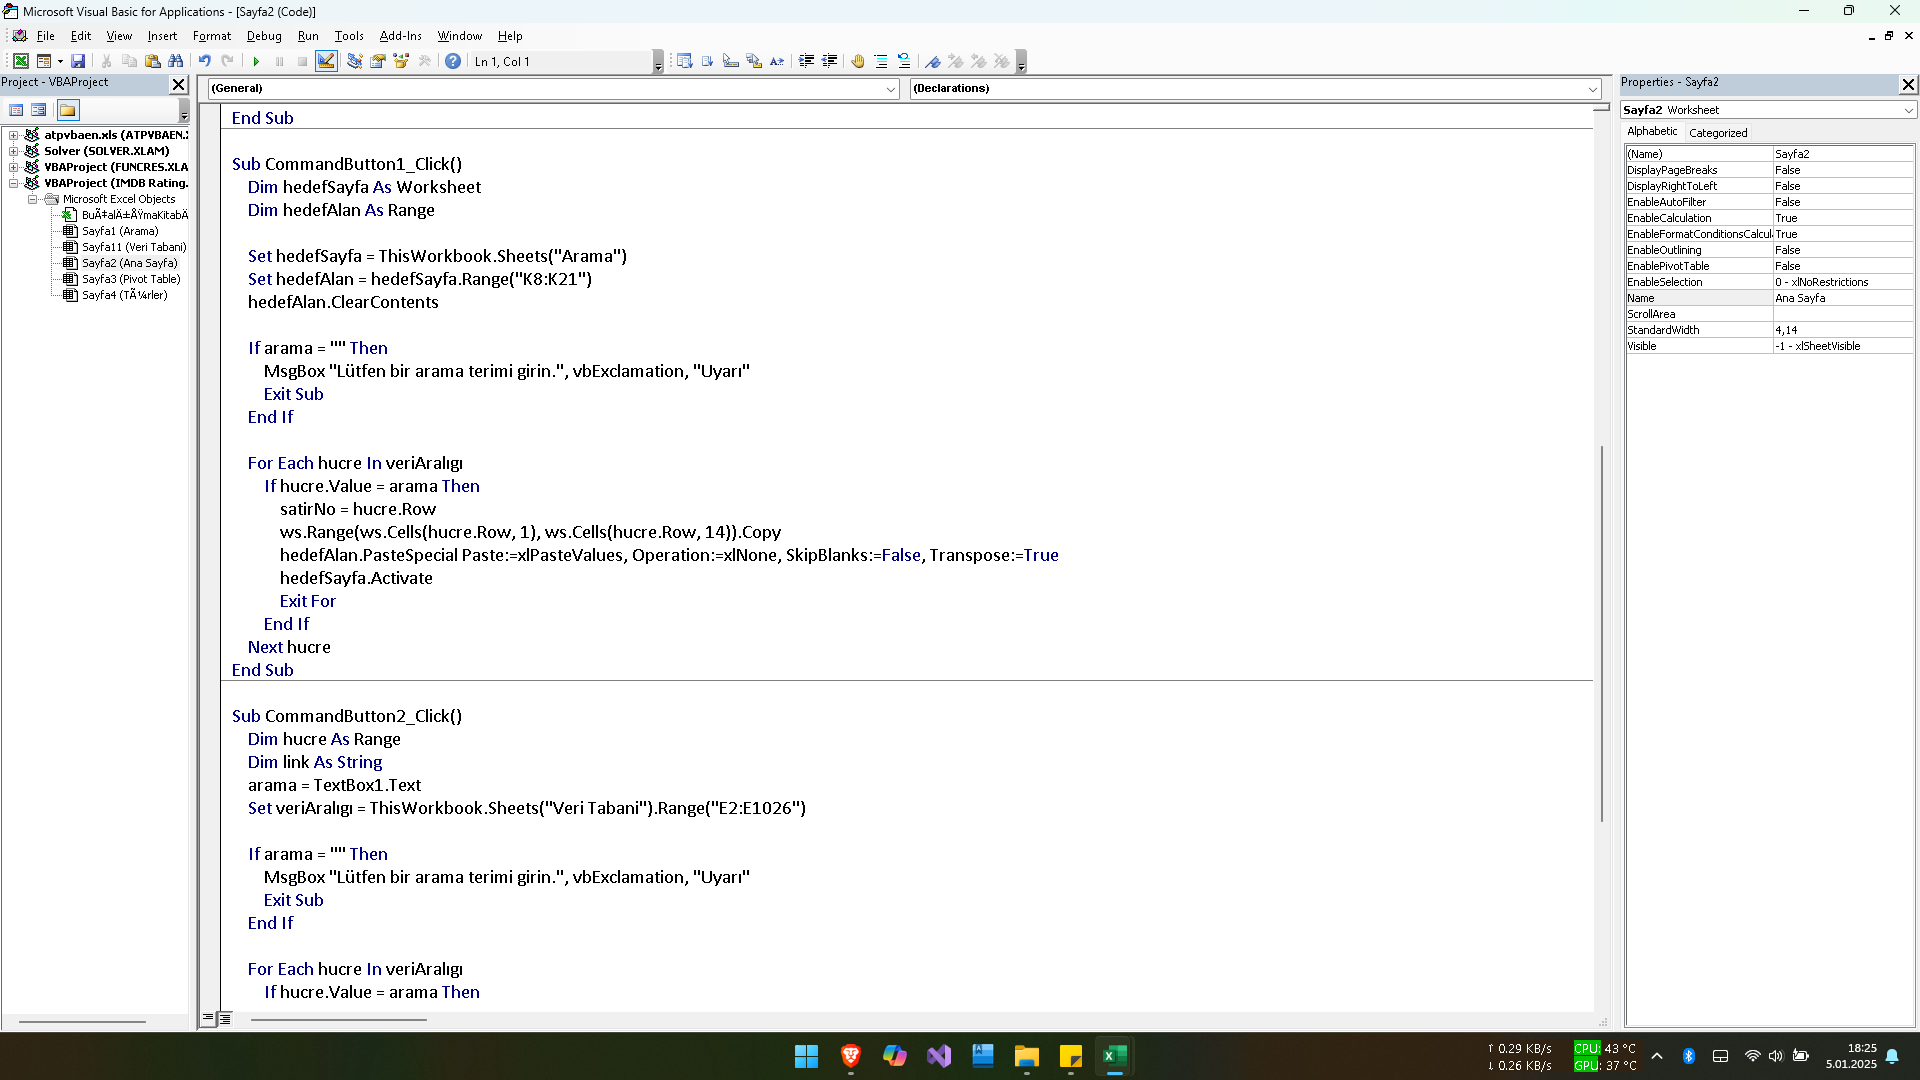 Microsoft Visual Basic for Applications - [Sayfa2 (Code)]
File Edit View Insert Format Debug Run Tools Add-Ins Window Help
Ln 1, Col 1
Project - VBAProject
atpvbaen.xls (ATPVBAEN.X
Solver (SOLVER.XLAM)
VBAProject (FUNCRES.XLA
VBAProject (IMDB Rating.
Microsoft Excel Objects
BuÃ‡alÄ±ÅŸmaKitabÄ
Sayfa1 (Arama)
Sayfa11 (Veri Tabani)
Sayfa2 (Ana Sayfa)
Sayfa3 (Pivot Table)
Sayfa4 (TÃ¼rler)
(General)
(Declarations)
End Sub
Sub CommandButton1_Click()
Dim hedefSayfa As Worksheet
Dim hedefAlan As Range
Set hedefSayfa = ThisWorkbook.Sheets("Arama")
Set hedefAlan = hedefSayfa.Range("K8:K21")
hedefAlan.ClearContents
If arama = "" Then
MsgBox "Lütfen bir arama terimi girin.", vbExclamation, "Uyarı"
Exit Sub
End If
For Each hucre In veriAralıgı
If hucre.Value = arama Then
satirNo = hucre.Row
ws.Range(ws.Cells(hucre.Row, 1), ws.Cells(hucre.Row, 14)).Copy
hedefAlan.PasteSpecial Paste:=xlPasteValues, Operation:=xlNone, SkipBlanks:=False, Transpose:=True
hedefSayfa.Activate
Exit For
End If
Next hucre
End Sub
Sub CommandButton2_Click()
Dim hucre As Range
Dim link As String
arama = TextBox1.Text
Set veriAralıgı = ThisWorkbook.Sheets("Veri Tabani").Range("E2:E1026")
If arama = "" Then
MsgBox "Lütfen bir arama terimi girin.", vbExclamation, "Uyarı"
Exit Sub
End If
For Each hucre In veriAralıgı
If hucre.Value = arama Then
Properties - Sayfa2
Sayfa2 Worksheet
Alphabetic Categorized
(Name) Sayfa2
DisplayPageBreaks False
DisplayRightToLeft False
EnableAutoFilter False
EnableCalculation True
EnableFormatConditionsCalcul True
EnableOutlining False
EnablePivotTable False
EnableSelection 0 - xlNoRestrictions
Name Ana Sayfa
ScrollArea
StandardWidth 4,14
Visible -1 - xlSheetVisible
↑ 0.29 KB/s CPU: 43 °C
↓ 0.26 KB/s GPU: 37 °C
18:25
5.01.2025